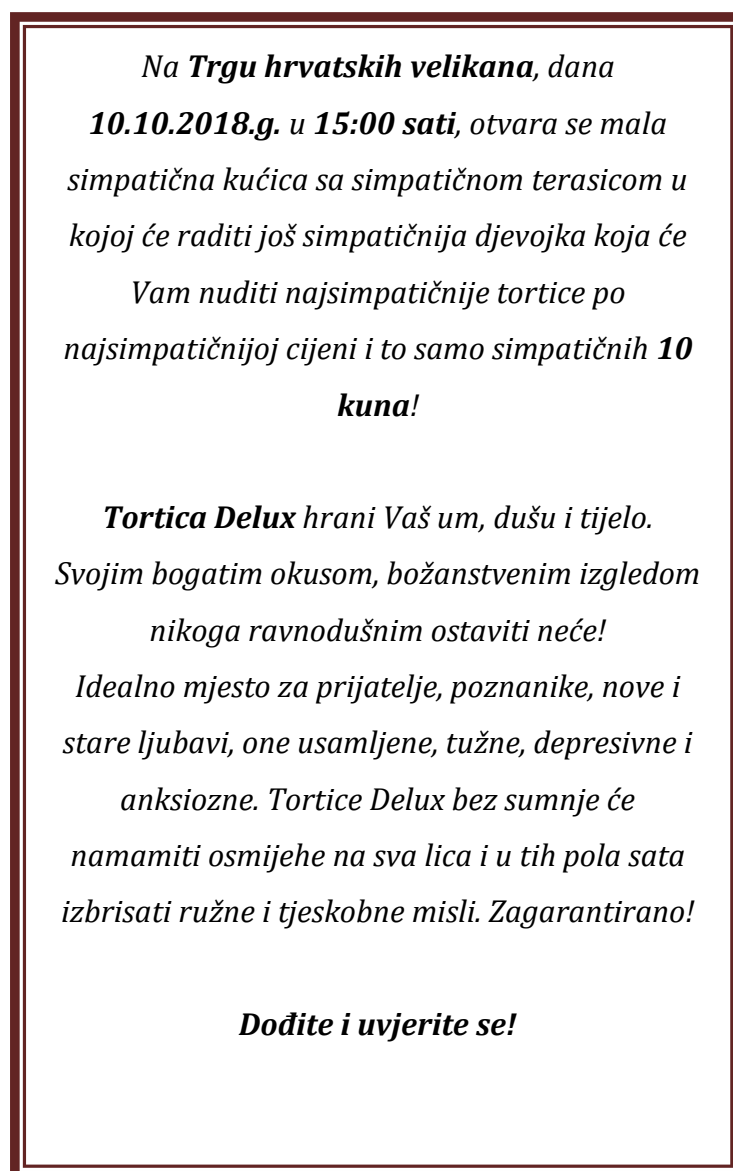 Na Trgu hrvatskih velikana, dana
10.10.2018.g. u 15:00 sati, otvara se mala
simpatična kućica sa simpatičnom terasicom u
kojoj će raditi još simpatičnija djevojka koja će
Vam nuditi najsimpatičnije tortice po
najsimpatičnijoj cijeni i to samo simpatičnih 10
kuna!
Tortica Delux hrani Vaš um, dušu i tijelo.
Svojim bogatim okusom, božanstvenim izgledom
nikoga ravnodušnim ostaviti neće!
Idealno mjesto za prijatelje, poznanike, nove i
stare ljubavi, one usamljene, tužne, depresivne i
anksiozne. Tortice Delux bez sumnje će
namamiti osmijehe na sva lica i u tih pola sata
izbrisati ružne i tjeskobne misli. Zagarantirano!
Dođite i uvjerite se!